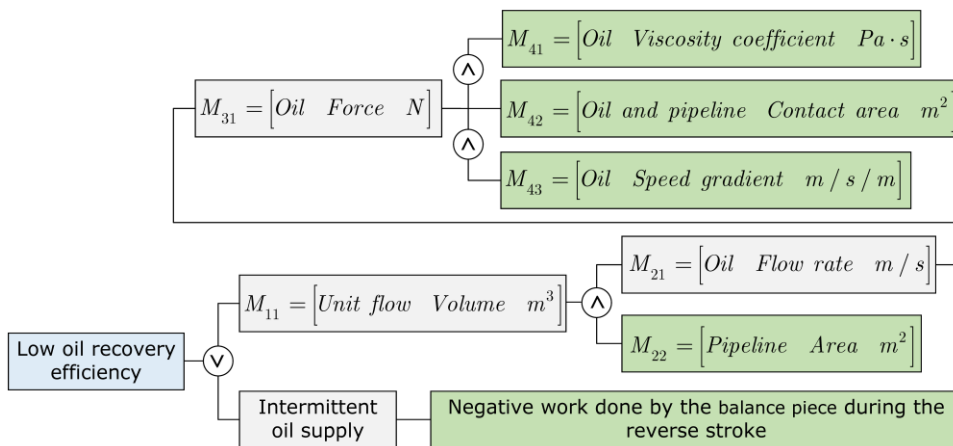 M₄₁ = [Oil Viscosity coefficient Pa·s]
∧
M₃₁ = [Oil Force N]
M₄₂ = [Oil and pipeline Contact area m²]
∧
M₄₃ = [Oil Speed gradient m / s / m]
M₂₁ = [Oil Flow rate m / s]
M₁₁ = [Unit flow Volume m³]
∧
Low oil recovery
efficiency
∨
M₂₂ = [Pipeline Area m²]
Intermittent
oil supply
Negative work done by the balance piece during the
reverse stroke